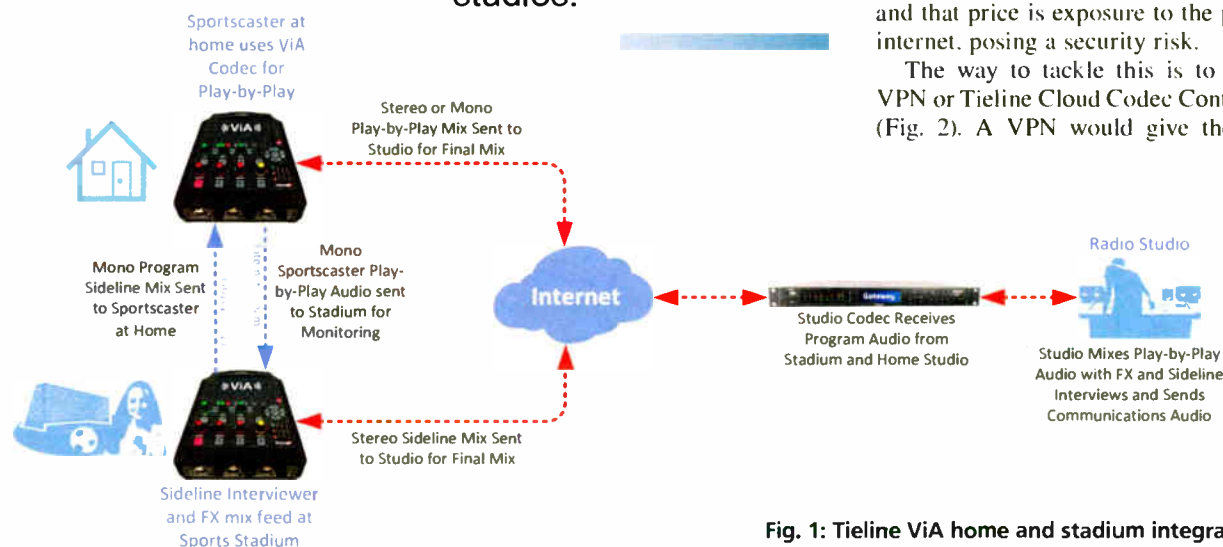 studios.
and that price is exposure to the p
internet, posing a security risk.
The way to tackle this is to
VPN or Tieline Cloud Codec Cont
(Fig. 2). A VPN would give the
Sportscaster at
home uses ViA
Codec for
Play-by-Play
ViA
Stereo or Mono
Play-by-Play Mix Sent to
Studio for Final Mix
Mono Program
Sideline Mix Sent
to Sportscaster
at Home
Mono
Sportscaster Play-
by-Play Audio sent
to Stadium for
Monitoring
Internet
Gateway
Studio Codec Receives
Program Audio from
Stadium and Home Studio
Radio Studio
Studio Mixes Play-by-Play
Audio with FX and Sideline
Interviews and Sends
Communications Audio
ViA
Stereo Sideline Mix Sent
to Studio for Final Mix
Sideline Interviewer
and FX mix feed at
Sports Stadium
Fig. 1: Tieline ViA home and stadium integra